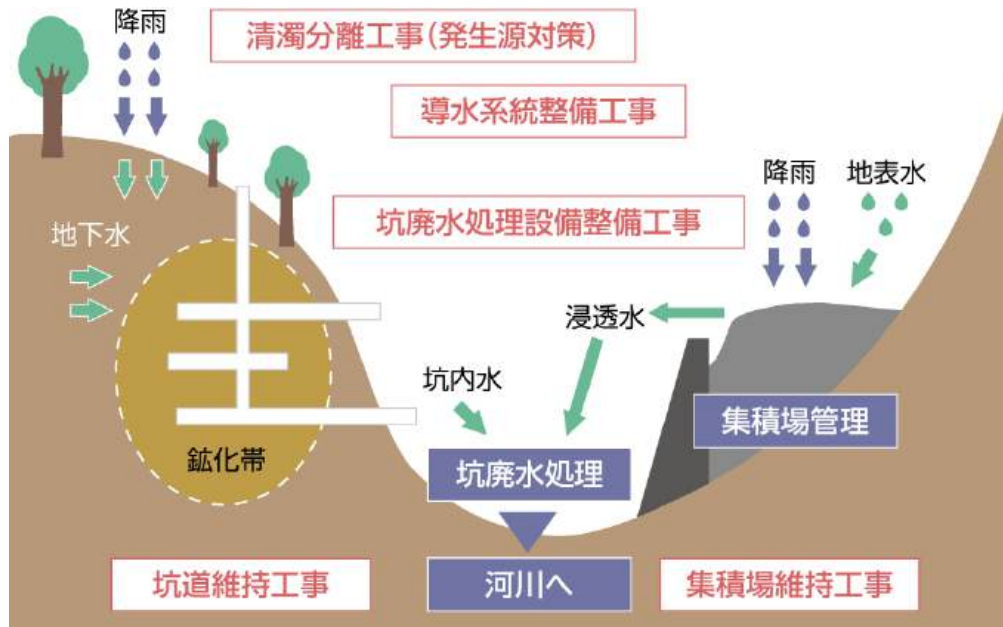 降雨
清濁分離工事(発生源対策)
導水系統整備工事
降雨
地表水
坑廃水処理設備整備工事
地下水
浸透水
坑内水
集積場管理
鉱化帯
坑廃水処理
坑道維持工事
河川へ
集積場維持工事